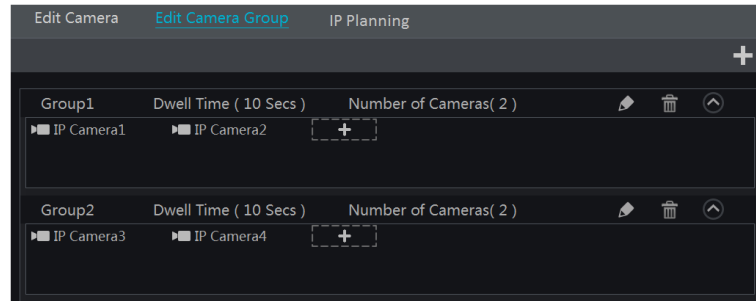 Edit Camera Edit Camera Group IP Planning
Group1 Dwell Time ( 10 Secs ) Number of Cameras( 2 )
IP Camera1 IP Camera2
Group2 Dwell Time ( 10 Secs ) Number of Cameras( 2 )
IP Camera3 IP Camera4